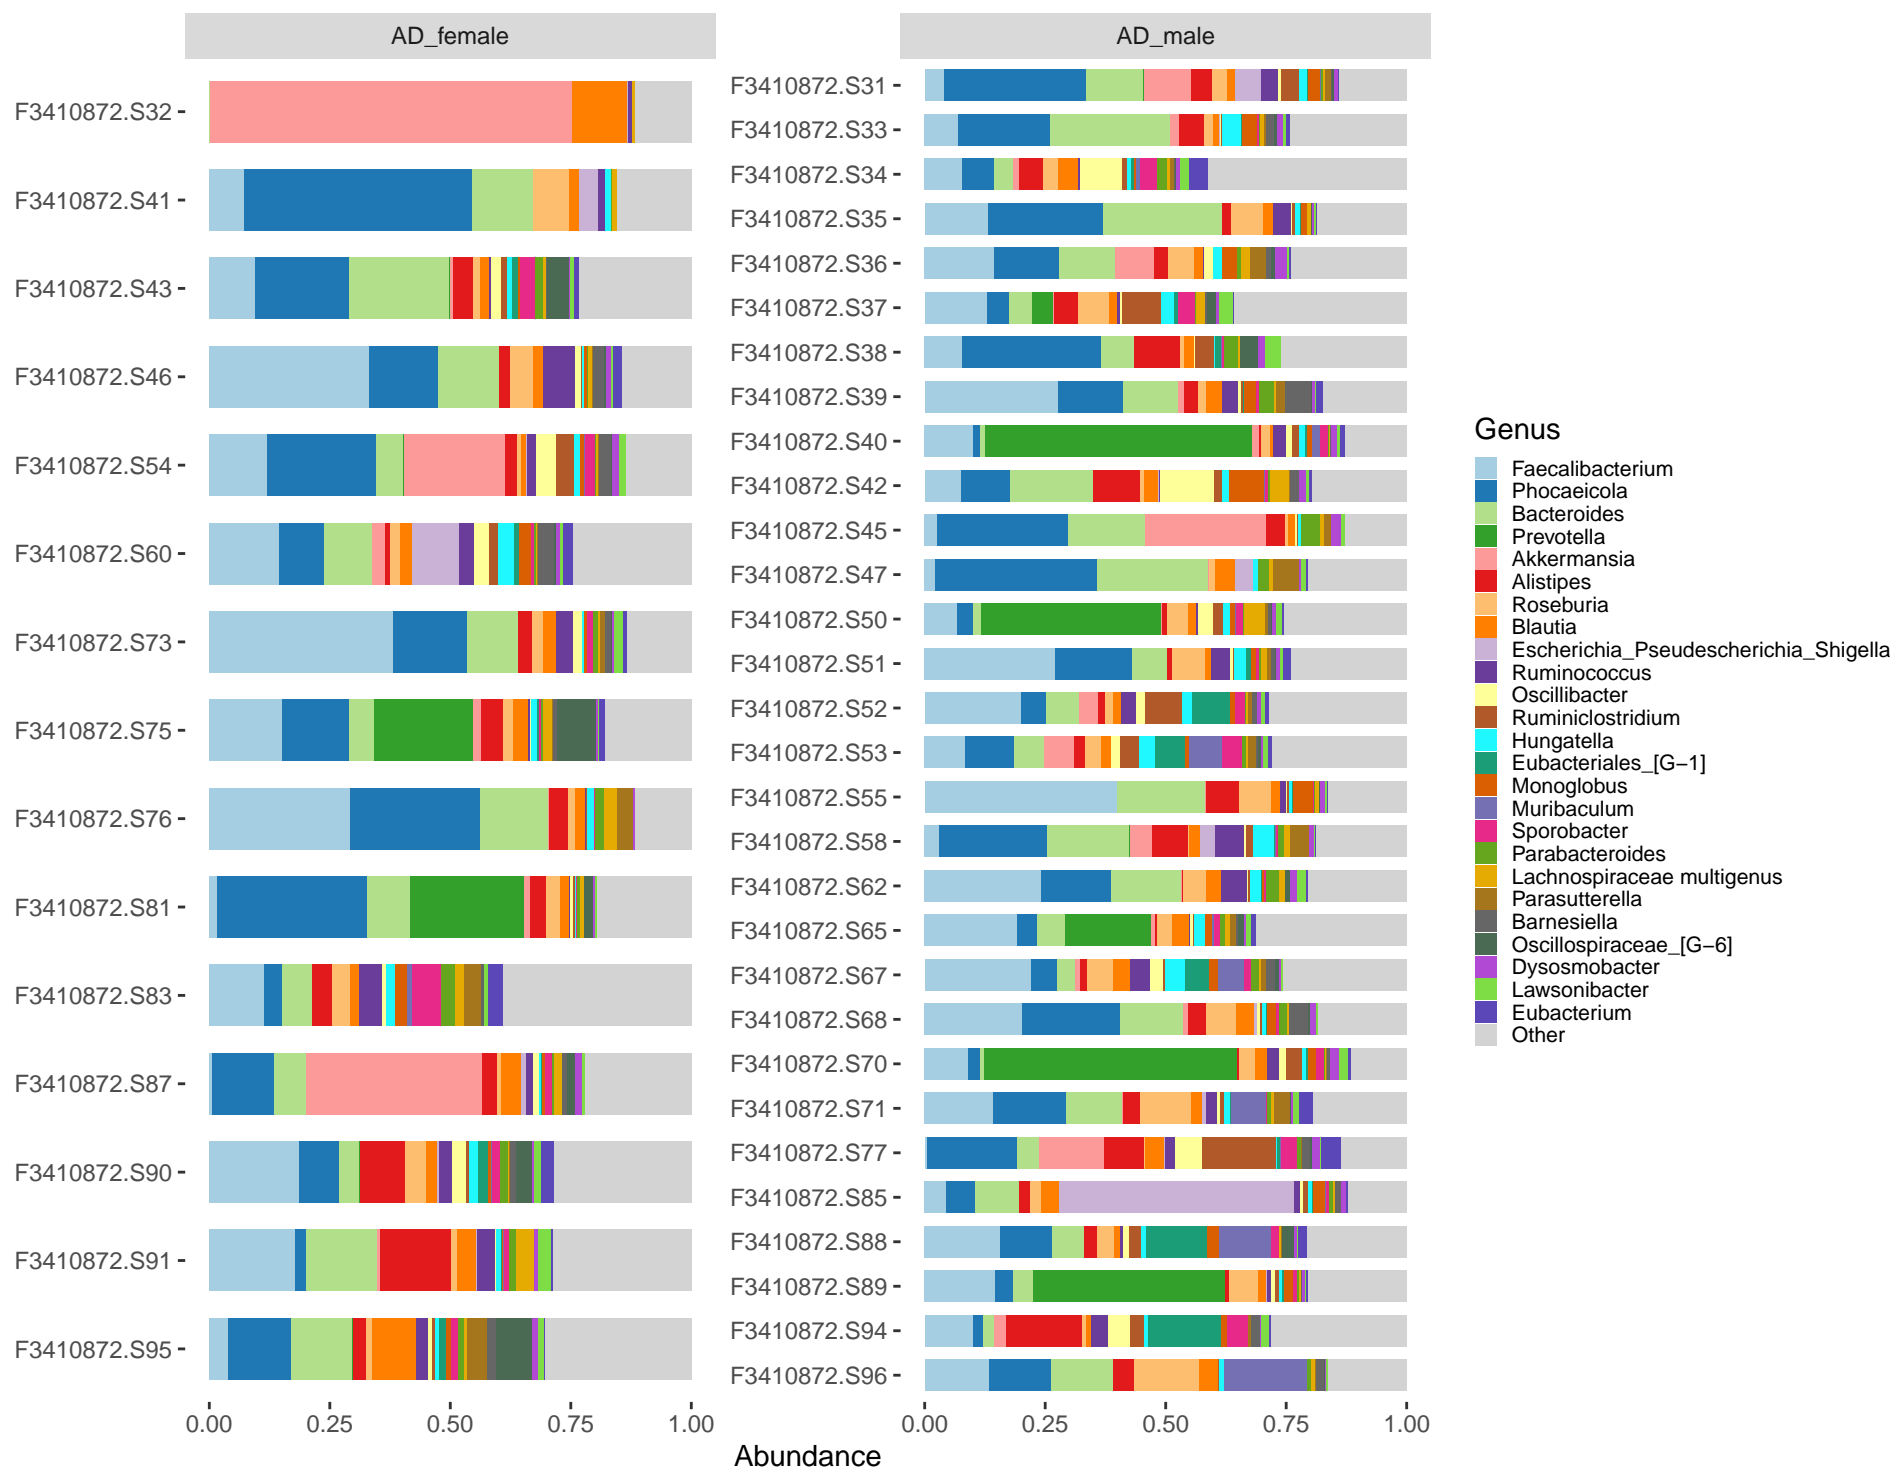 AD_female
AD_male
F3410872.S32
F3410872.S41
F3410872.S43
F3410872.S46
F3410872.S54
F3410872.S60
F3410872.S73
F3410872.S75
F3410872.S76
F3410872.S81
F3410872.S83
F3410872.S87
F3410872.S90
F3410872.S91
F3410872.S95
F3410872.S31
F3410872.S33
F3410872.S34
F3410872.S35
F3410872.S36
F3410872.S37
F3410872.S38
F3410872.S39
F3410872.S40
F3410872.S42
F3410872.S45
F3410872.S47
F3410872.S50
F3410872.S51
F3410872.S52
F3410872.S53
F3410872.S55
F3410872.S58
F3410872.S62
F3410872.S65
F3410872.S67
F3410872.S68
F3410872.S70
F3410872.S71
F3410872.S77
F3410872.S85
F3410872.S88
F3410872.S89
F3410872.S94
F3410872.S96
0.00 0.25 0.50 0.75 1.00
0.00 0.25 0.50 0.75 1.00
Abundance
Genus
Faecalibacterium
Phocaeicola
Bacteroides
Prevotella
Akkermansia
Alistipes
Roseburia
Blautia
Escherichia_Pseudescherichia_Shigella
Ruminococcus
Oscillibacter
Ruminiclostridium
Hungatella
Eubacteriales_[G−1]
Monoglobus
Muribaculum
Sporobacter
Parabacteroides
Lachnospiraceae multigenus
Parasutterella
Barnesiella
Oscillospiraceae_[G−6]
Dysosmobacter
Lawsonibacter
Eubacterium
Other